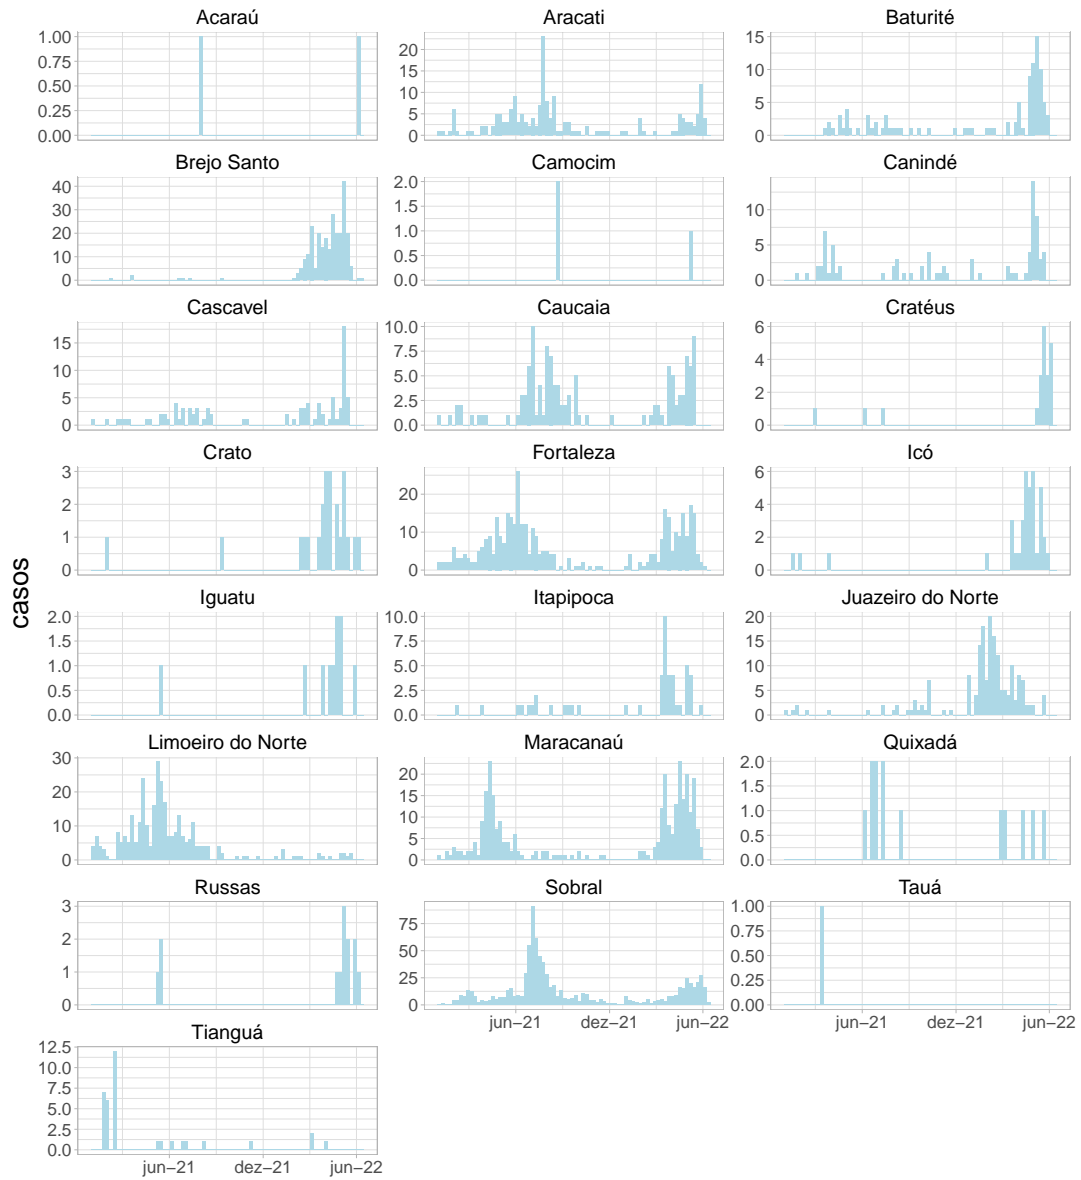 Acaraú Aracati Baturité
1.00 0.75 0.50 0.25 0.00
20 15 10 5 0
15 10 5 0
Brejo Santo Camocim Canindé
40 30 20 10 0
2.0 1.5 1.0 0.5 0.0
10 5 0
Cascavel Caucaia Cratéus
15 10 5 0
10.0 7.5 5.0 2.5 0.0
6 4 2 0
Crato Fortaleza Icó
3 2 1 0
20 10 0
6 4 2 0
casos
Iguatu Itapipoca Juazeiro do Norte
2.0 1.5 1.0 0.5 0.0
10.0 7.5 5.0 2.5 0.0
20 15 10 5 0
Limoeiro do Norte Maracanaú Quixadá
30 20 10 0
20 15 10 5 0
2.0 1.5 1.0 0.5 0.0
Russas Sobral Tauá
3 2 1 0
75 50 25 0
1.00 0.75 0.50 0.25 0.00
jun–21 dez–21 jun–22 jun–21 dez–21 jun–22
Tianguá
12.5 10.0 7.5 5.0 2.5 0.0
jun–21 dez–21 jun–22